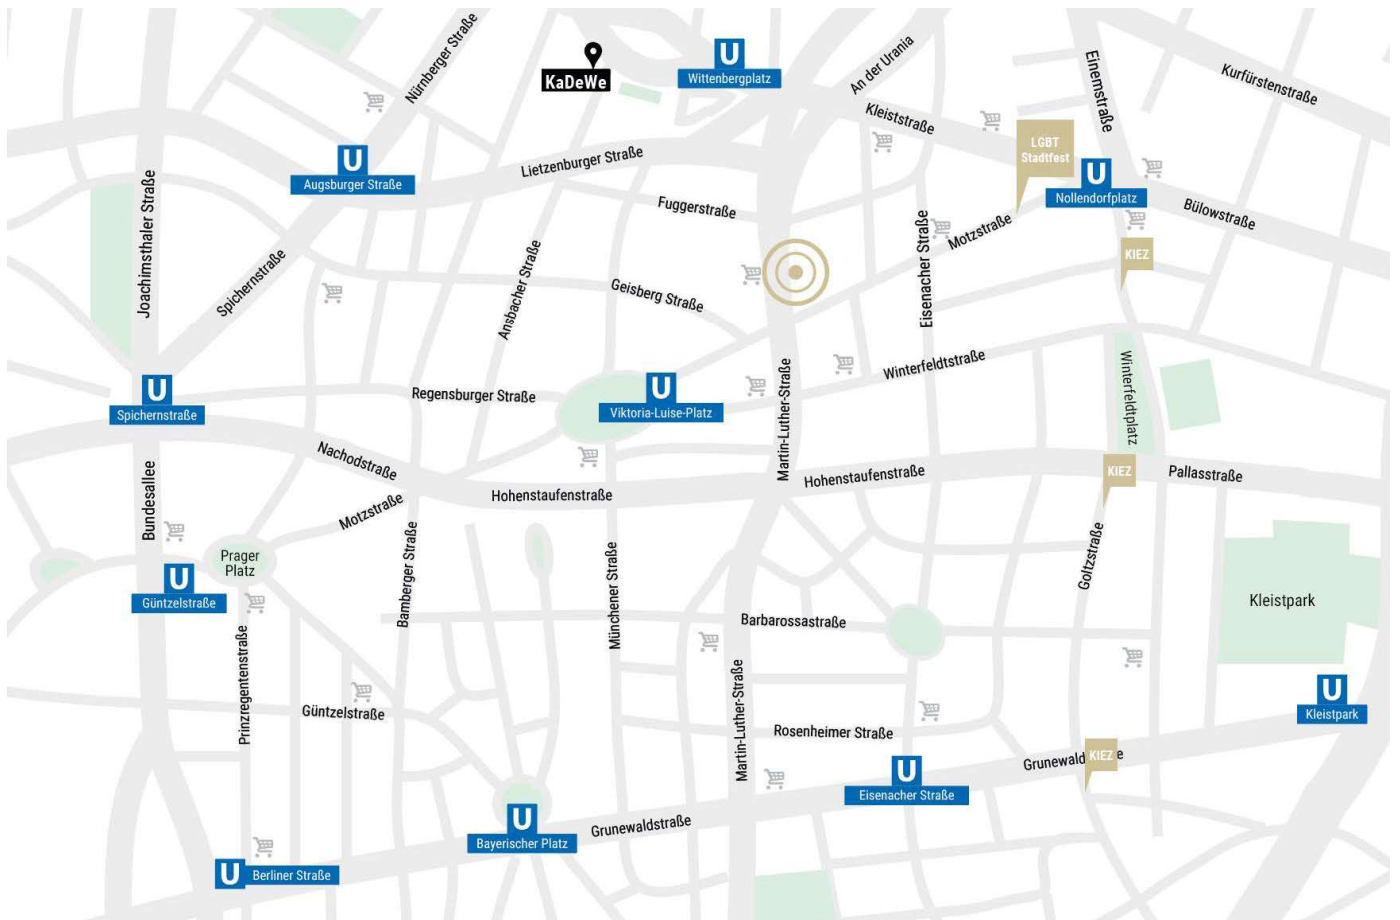 Nürnberger Straße
KaDeWe
U
Wittenbergplatz
An der Urania
Einemstraße
Kurfürstenstraße
Kleiststraße
LGBT
Stadtfest
U
Augsburger Straße
Lietzenburger Straße
U
Nollendorfplatz
Joachimsthaler Straße
Fuggerstraße
Eisenacher Straße
Motzstraße
Bülowstraße
Spichernstraße
Ansbacher Straße
Geisberg Straße
KIEZ
U
Spichernstraße
Regensburger Straße
U
Viktoria-Luise-Platz
Martin-Luther-Straße
Winterfeldtstraße
Winterfeldtplatz
Bundesallee
Nachodstraße
Motzstraße
Hohenstaufenstraße
Hohenstaufenstraße
KIEZ
Pallasstraße
Prager
Platz
U
Güntzelstraße
Bamberger Straße
Münchener Straße
Goltzstraße
Barbarossastraße
Kleistpark
Prinzregentenstraße
Güntzelstraße
Martin-Luther-Straße
Rosenheimer Straße
U
Kleistpark
Grunewald
KIEZ
e
U
Eisenacher Straße
U
Bayerischer Platz
Grunewaldstraße
U
Berliner Straße